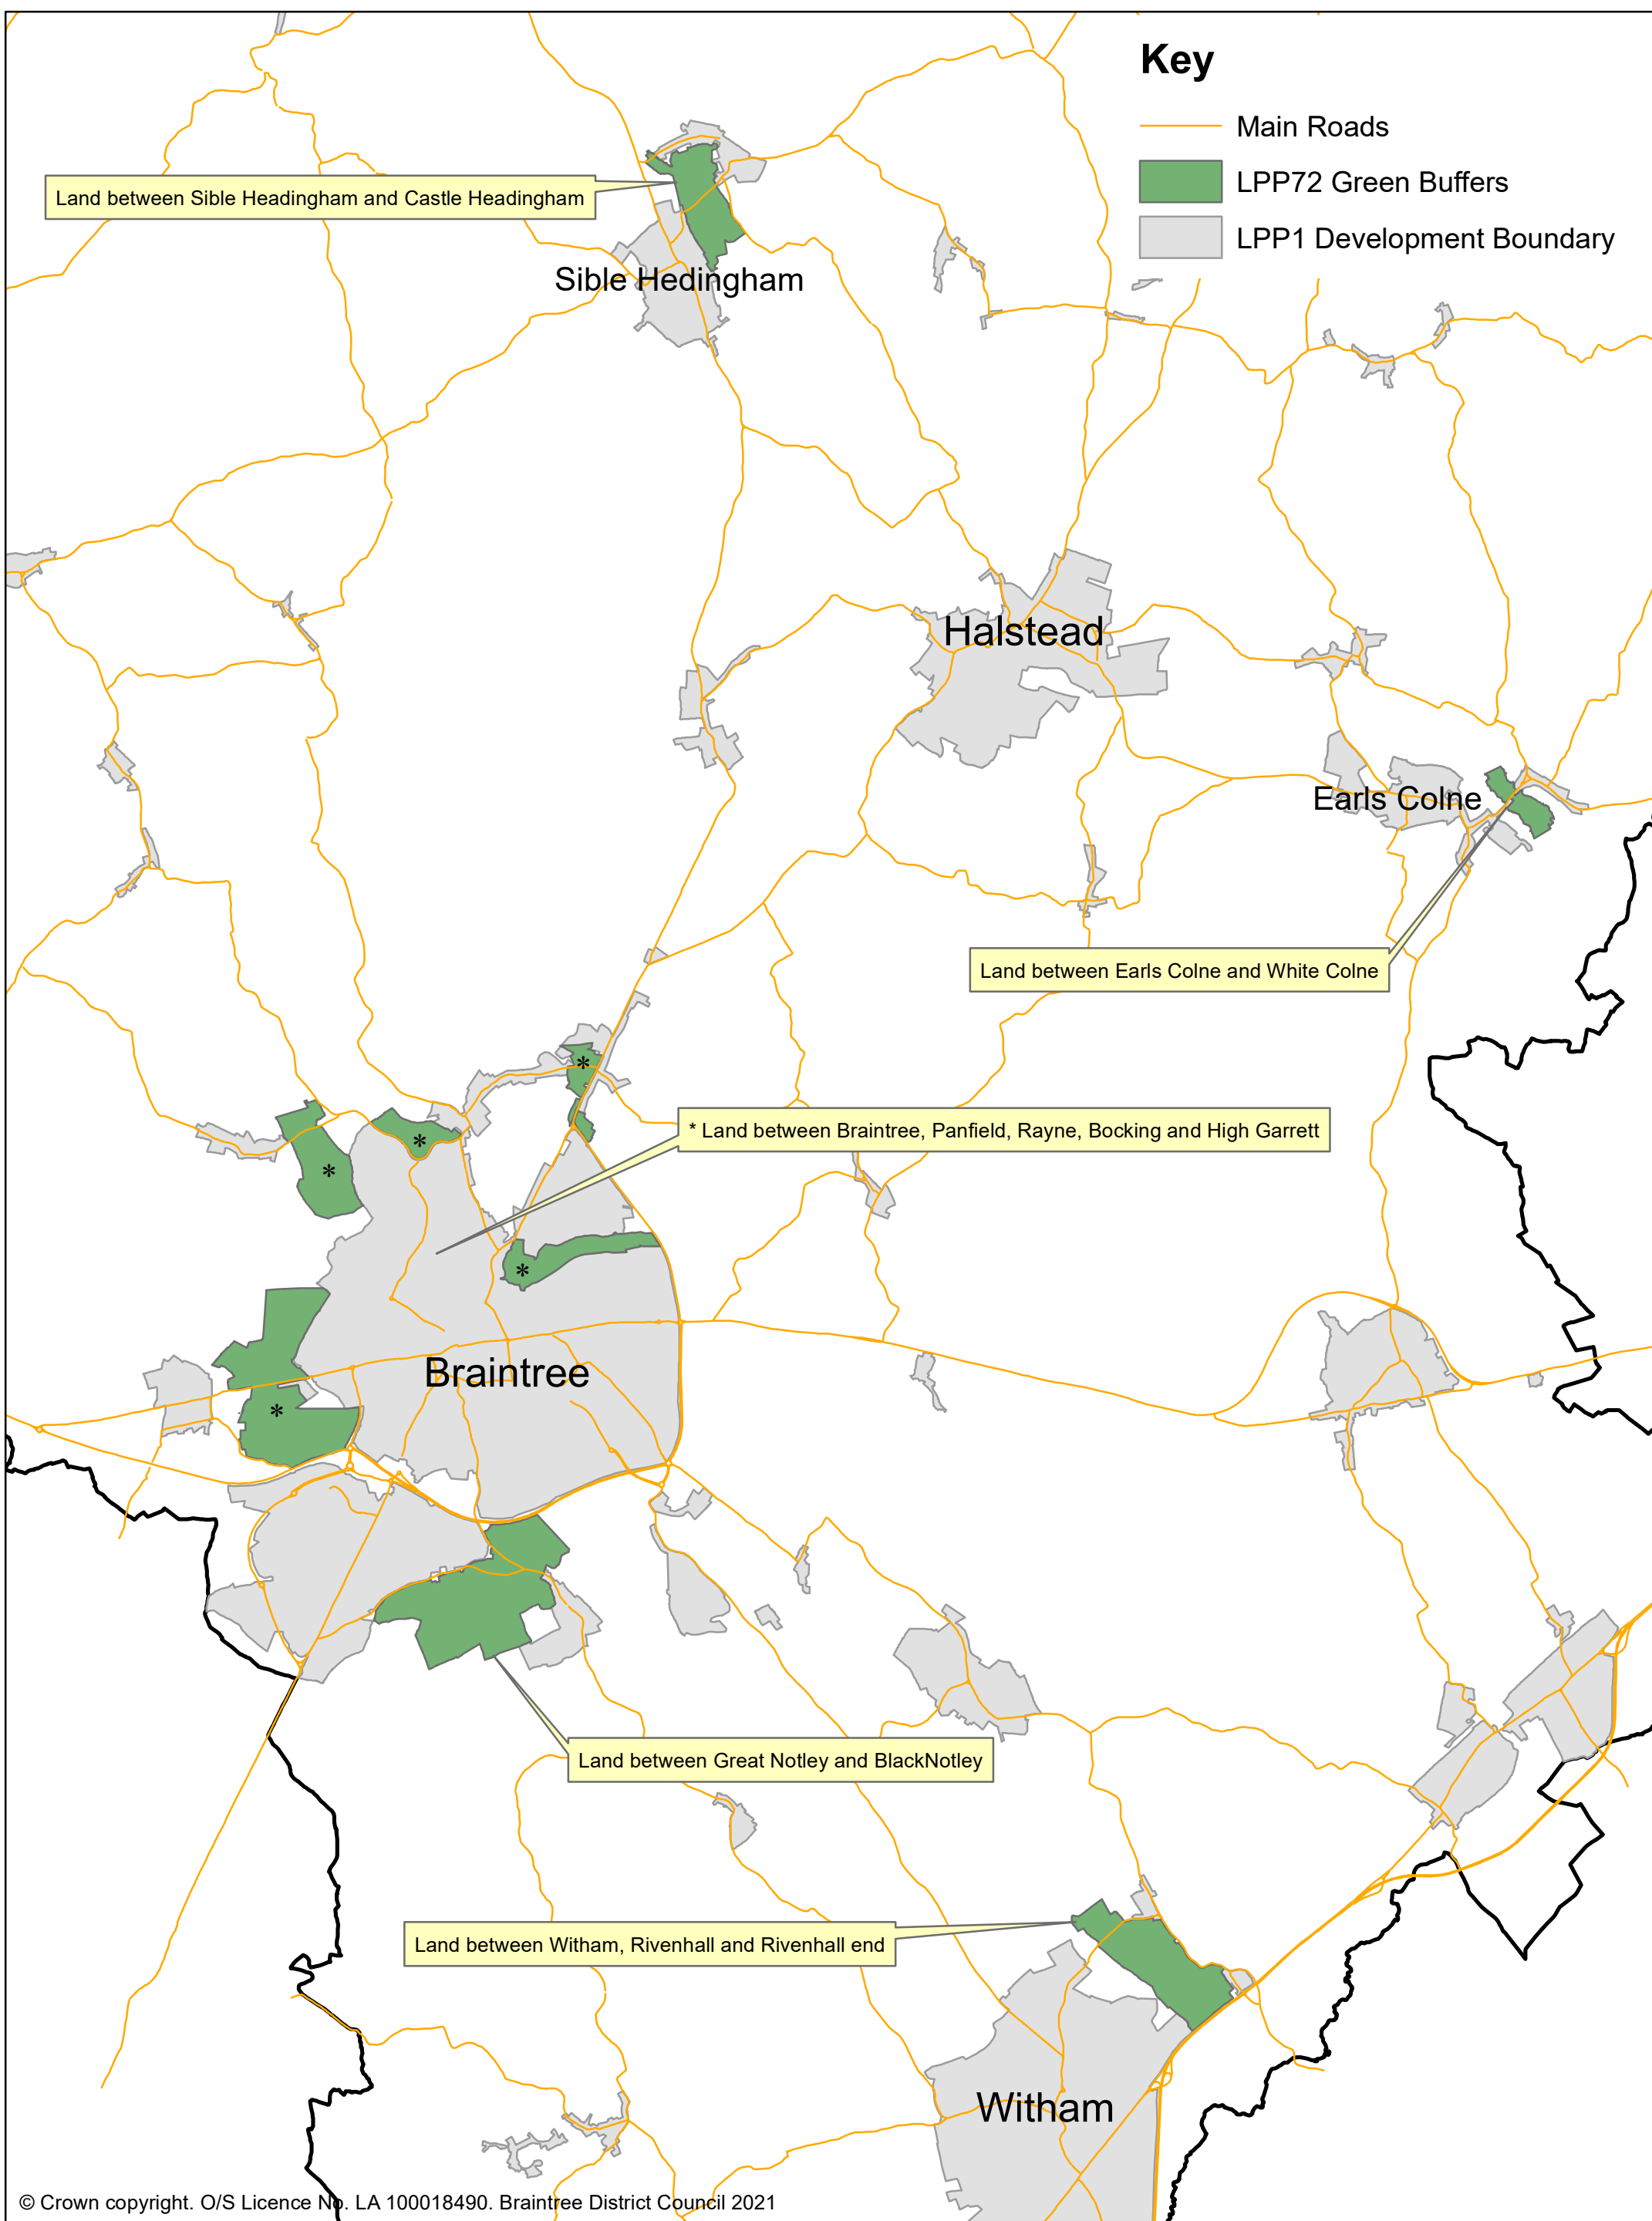 Key
Main Roads
LPP72 Green Buffers
LPP1 Development Boundary
Land between Sible Headingham and Castle Headingham
Sible Hedingham
Halstead
Earls Colne
Land between Earls Colne and White Colne
*
* Land between Braintree, Panfield, Rayne, Bocking and High Garrett
*
*
*
Braintree
*
Land between Great Notley and BlackNotley
Land between Witham, Rivenhall and Rivenhall end
Witham
© Crown copyright. O/S Licence No. LA 100018490. Braintree District Council 2021